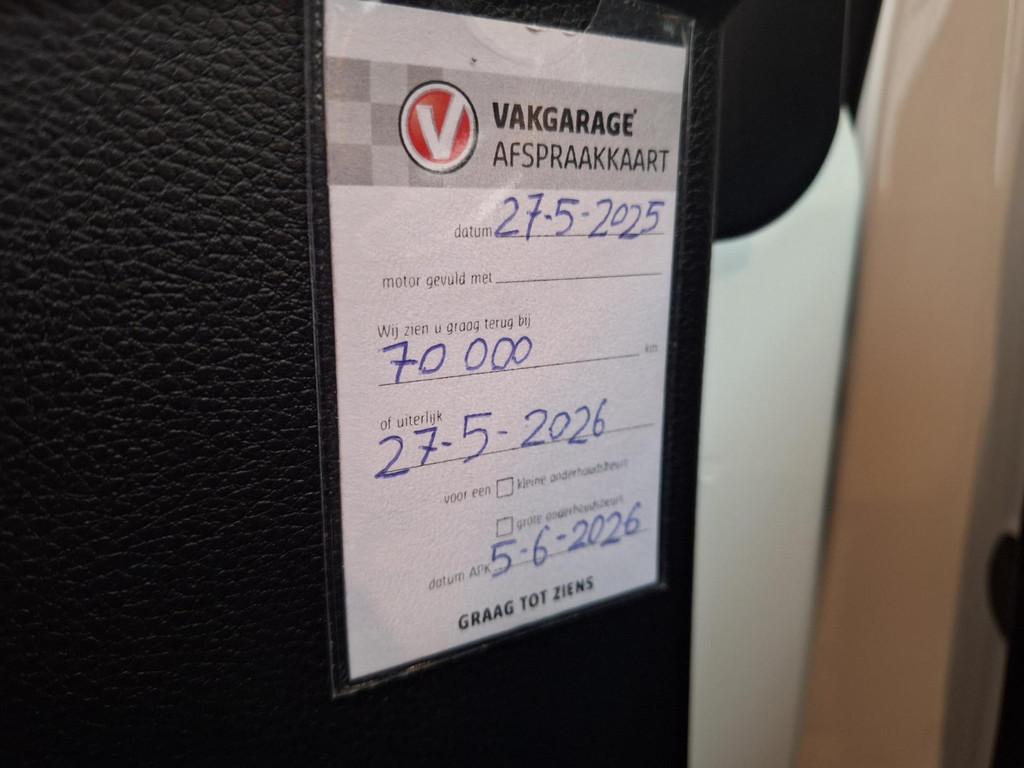 V VAKGARAGE
AFSPRAAKKAART
datum 27-5-2025
motor gevuld met
Wij zien u graag terug bij
70 000 km
of uiterlijk
27-5-2026
voor een kleine onderhoudsbeurt
grote onderhoudsbeurt
datum APK 5-6-2026
GRAAG TOT ZIENS